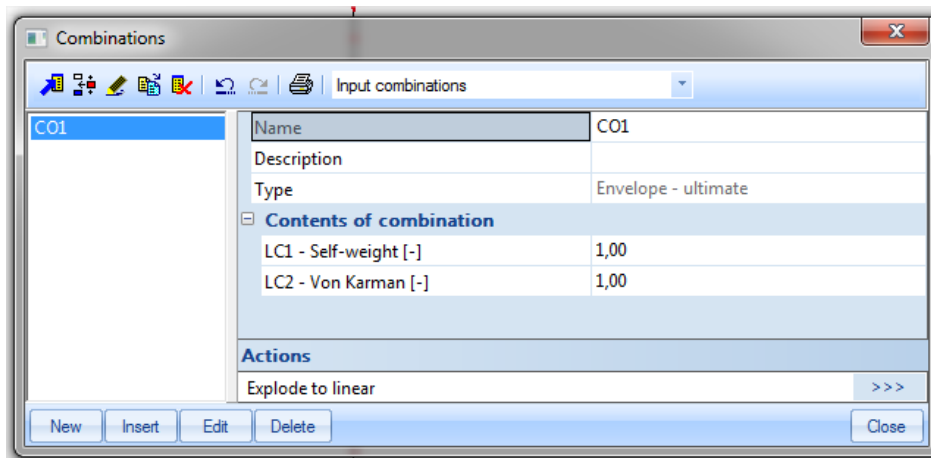 Combinations
Input combinations
CO1
Name CO1
Description
Type Envelope - ultimate
Contents of combination
LC1 - Self-weight [-] 1,00
LC2 - Von Karman [-] 1,00
Actions
Explode to linear >>>
New Insert Edit Delete Close